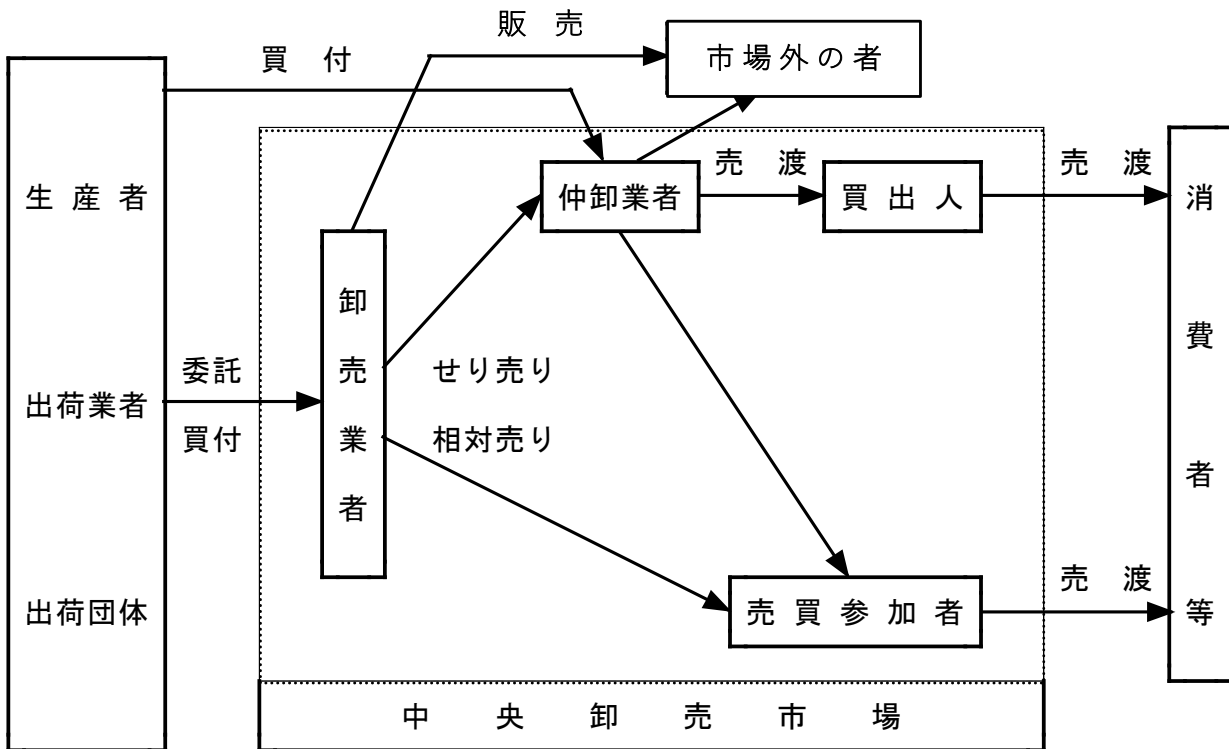 販売
買付
市場外の者
生産者
出荷業者
出荷団体
委託
買付
卸売業者
せり売り
相対売り
仲卸業者
売渡
買出人
売渡
売買参加者
売渡
消費者等
中央卸売市場